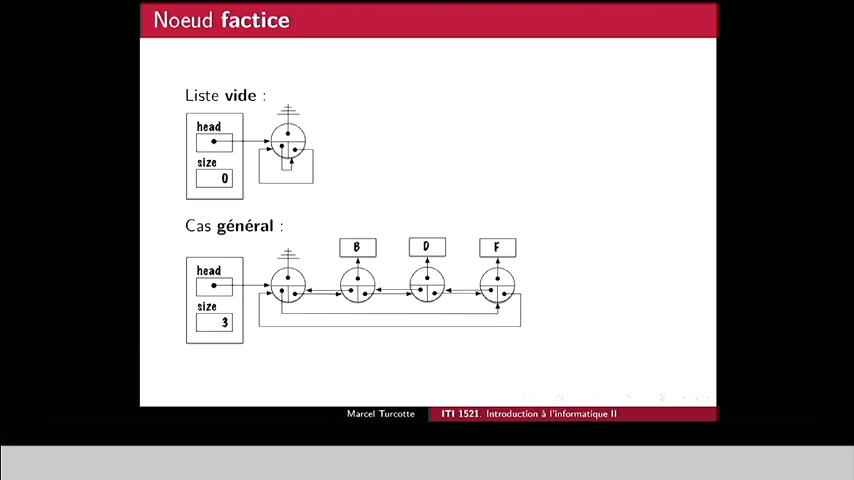 Noeud factice
Liste vide :
head
size
0
Cas général :
B D F
head
size
3
Marcel Turcotte ITI 1521. Introduction à l'informatique II